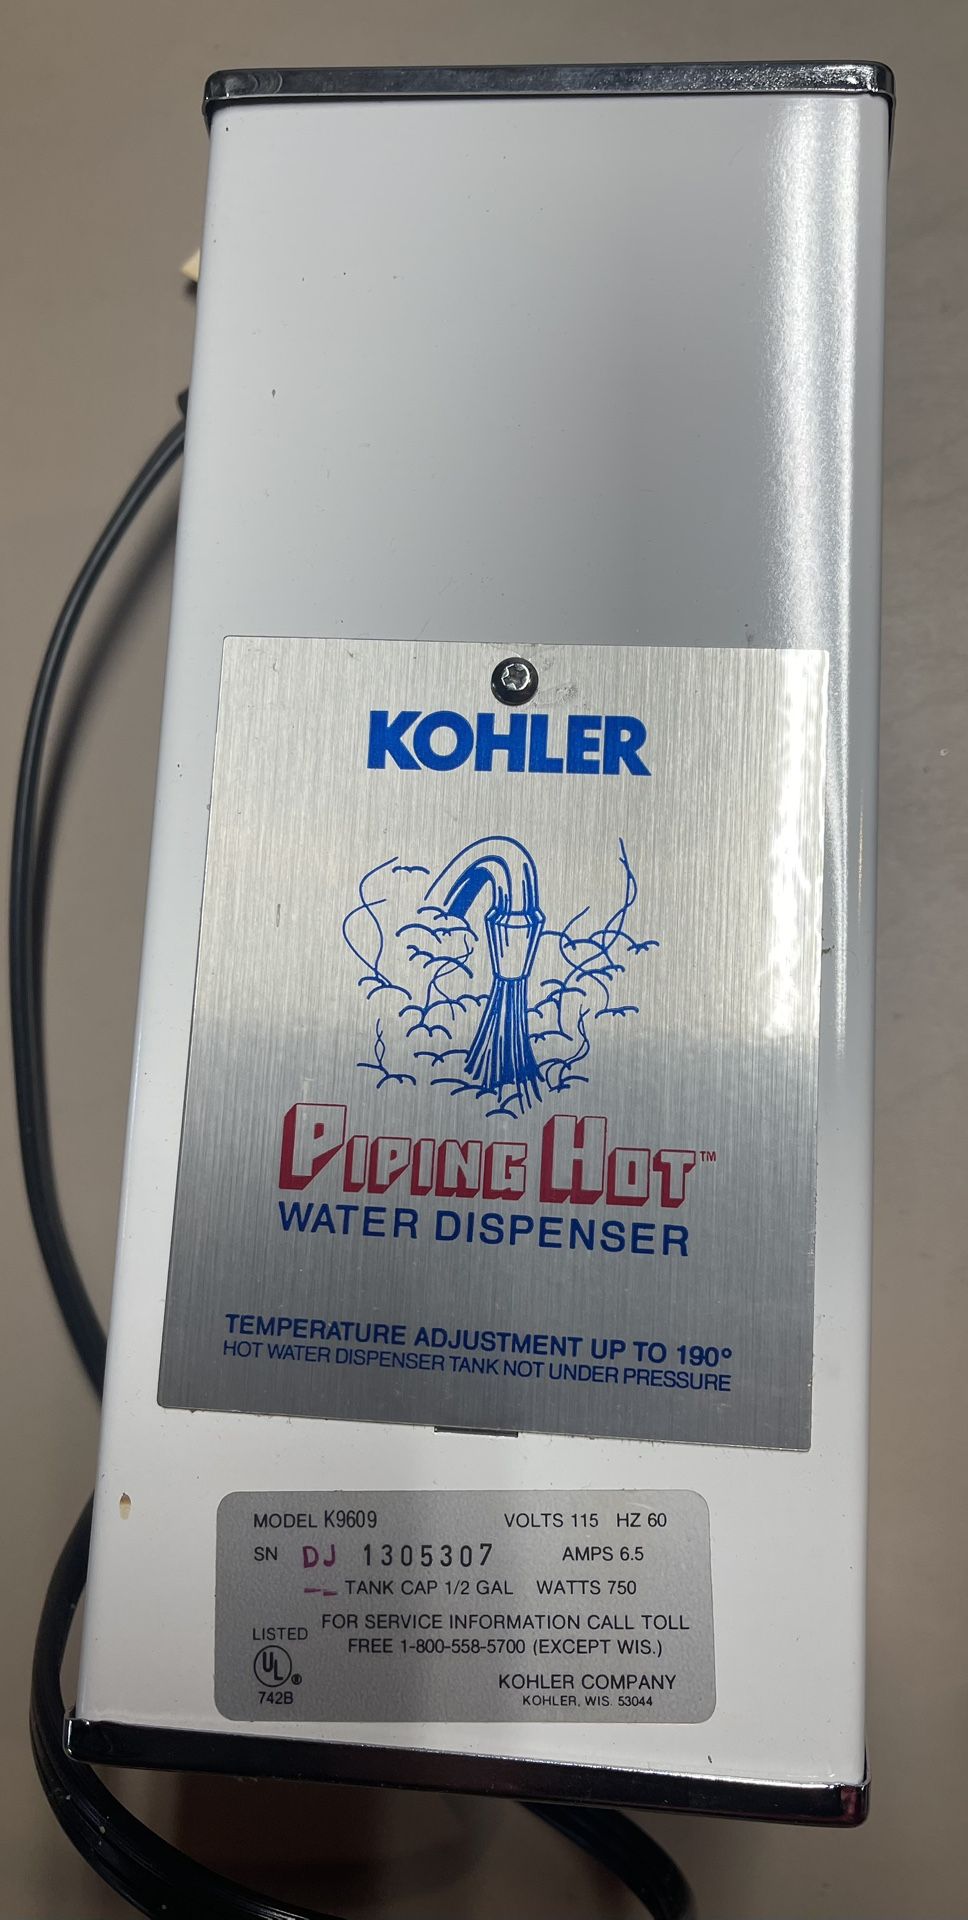 KOHLER
PIPING HOT™
WATER DISPENSER
TEMPERATURE ADJUSTMENT UP TO 190°
HOT WATER DISPENSER TANK NOT UNDER PRESSURE
MODEL K9609 VOLTS 115 HZ 60
SN DJ 1305307 AMPS 6.5
TANK CAP 1/2 GAL WATTS 750
FOR SERVICE INFORMATION CALL TOLL
FREE 1-800-558-5700 (EXCEPT WIS.)
LISTED
UL®
742B
KOHLER COMPANY
KOHLER, WIS. 53044